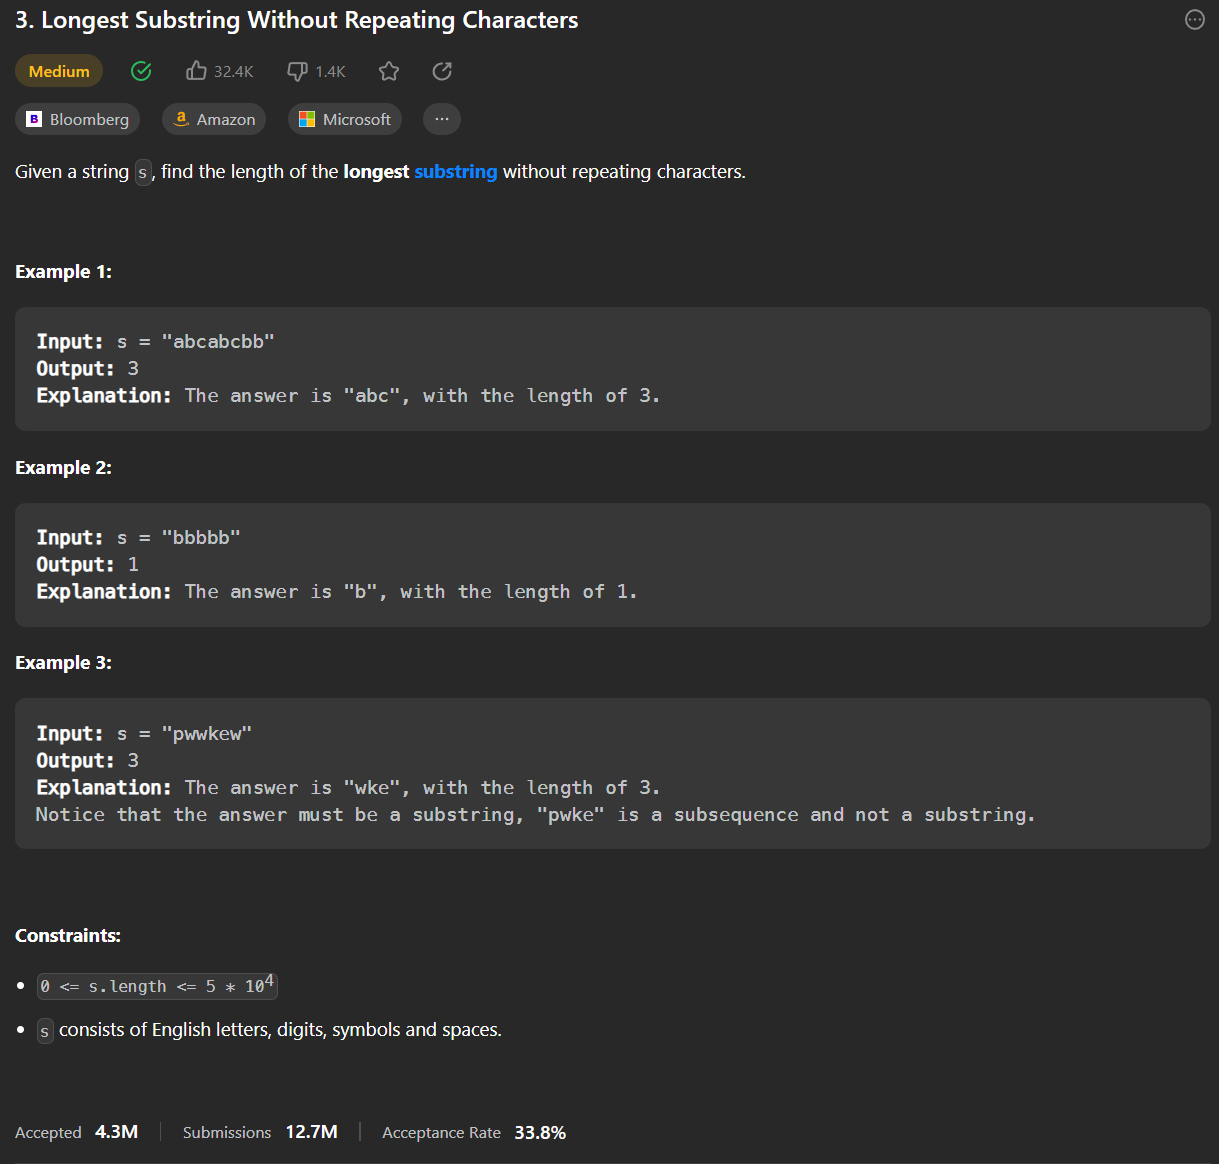 3. Longest Substring Without Repeating Characters
Medium 32.4K 1.4K
B Bloomberg a Amazon Microsoft ...
Given a string s, find the length of the longest substring without repeating characters.
Example 1:
Input: s = "abcabcbb"
Output: 3
Explanation: The answer is "abc", with the length of 3.
Example 2:
Input: s = "bbbbb"
Output: 1
Explanation: The answer is "b", with the length of 1.
Example 3:
Input: s = "pwwkew"
Output: 3
Explanation: The answer is "wke", with the length of 3.
Notice that the answer must be a substring, "pwke" is a subsequence and not a substring.
Constraints:
• 0 <= s.length <= 5 * 10⁴
• s consists of English letters, digits, symbols and spaces.
Accepted 4.3M | Submissions 12.7M | Acceptance Rate 33.8%